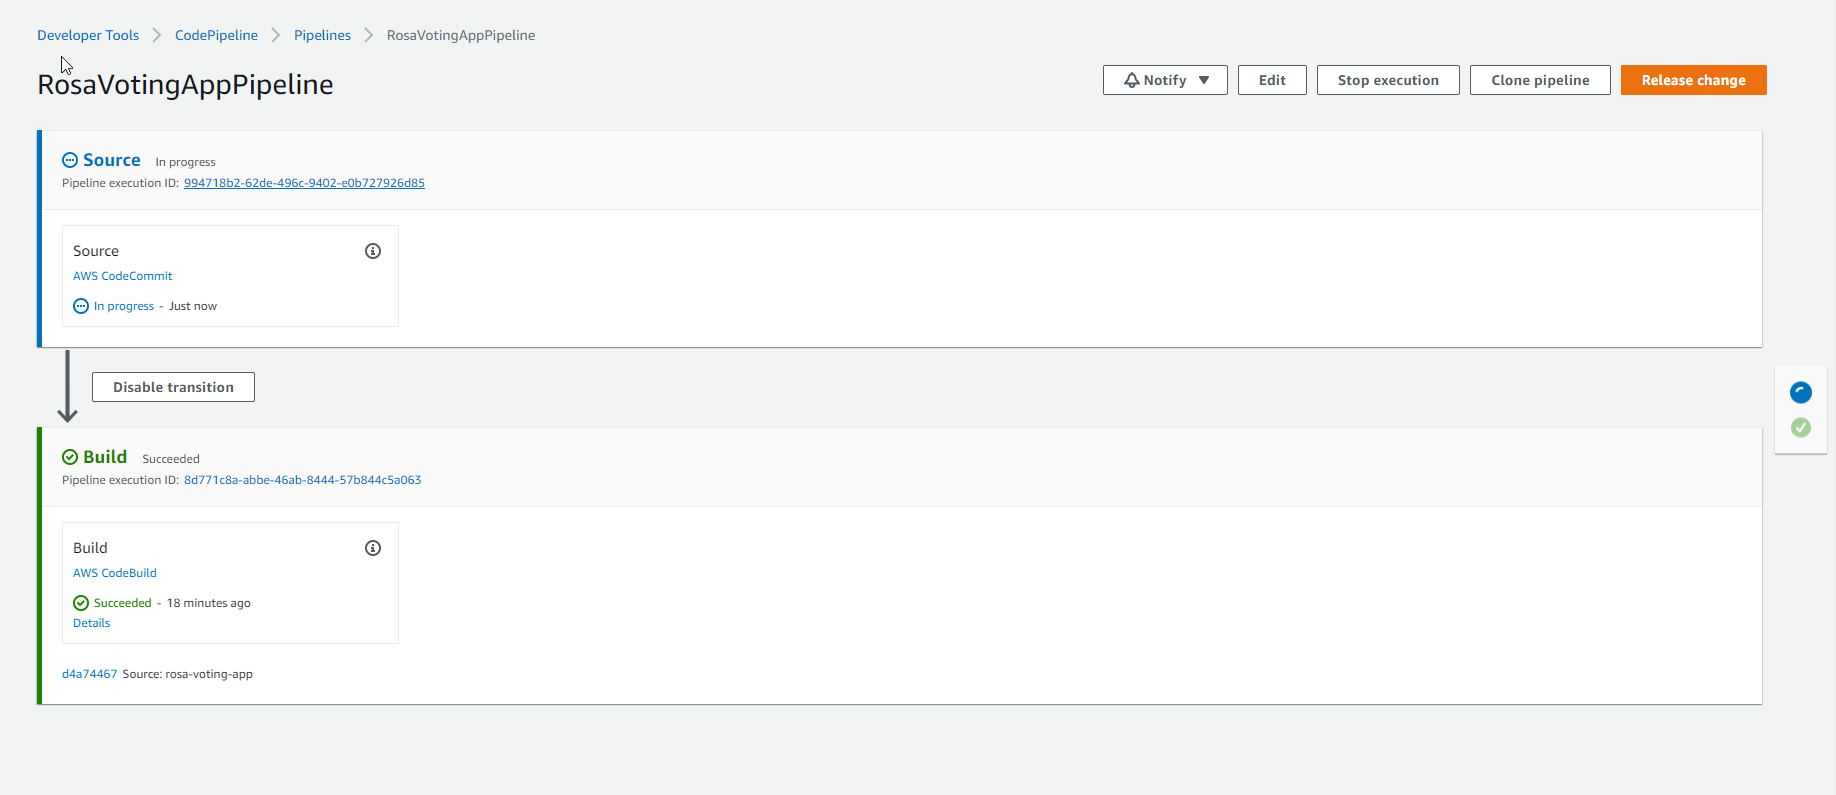 Developer Tools > CodePipeline > Pipelines > RosaVotingAppPipeline
RosaVotingAppPipeline
Notify ▼ Edit Stop execution Clone pipeline Release change
Source In progress
Pipeline execution ID: 994718b2-62de-496c-9402-e0b727926d85
Source
AWS CodeCommit
In progress - Just now
Disable transition
Build Succeeded
Pipeline execution ID: 8d771c8a-abbe-46ab-8444-57b844c5a063
Build
AWS CodeBuild
Succeeded - 18 minutes ago
Details
d4a74467 Source: rosa-voting-app